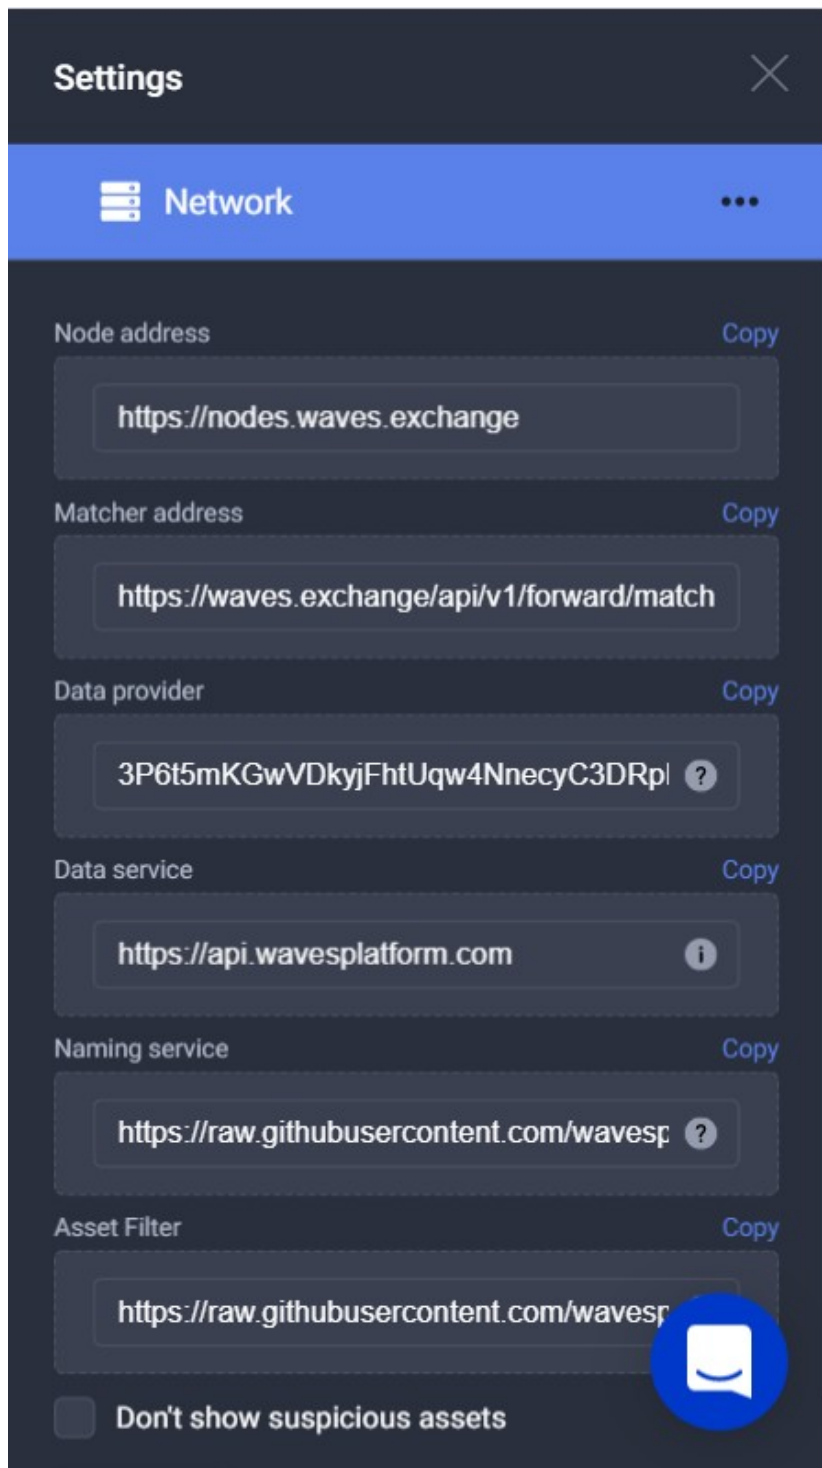 Settings
Network
Node address Copy
https://nodes.waves.exchange
Matcher address Copy
https://waves.exchange/api/v1/forward/match
Data provider Copy
3P6t5mKGwVDkyjFhtUqw4NnecyC3DRp
Data service Copy
https://api.wavesplatform.com
Naming service Copy
https://raw.githubusercontent.com/wavesp
Asset Filter Copy
https://raw.githubusercontent.com/wavesp
Don't show suspicious assets